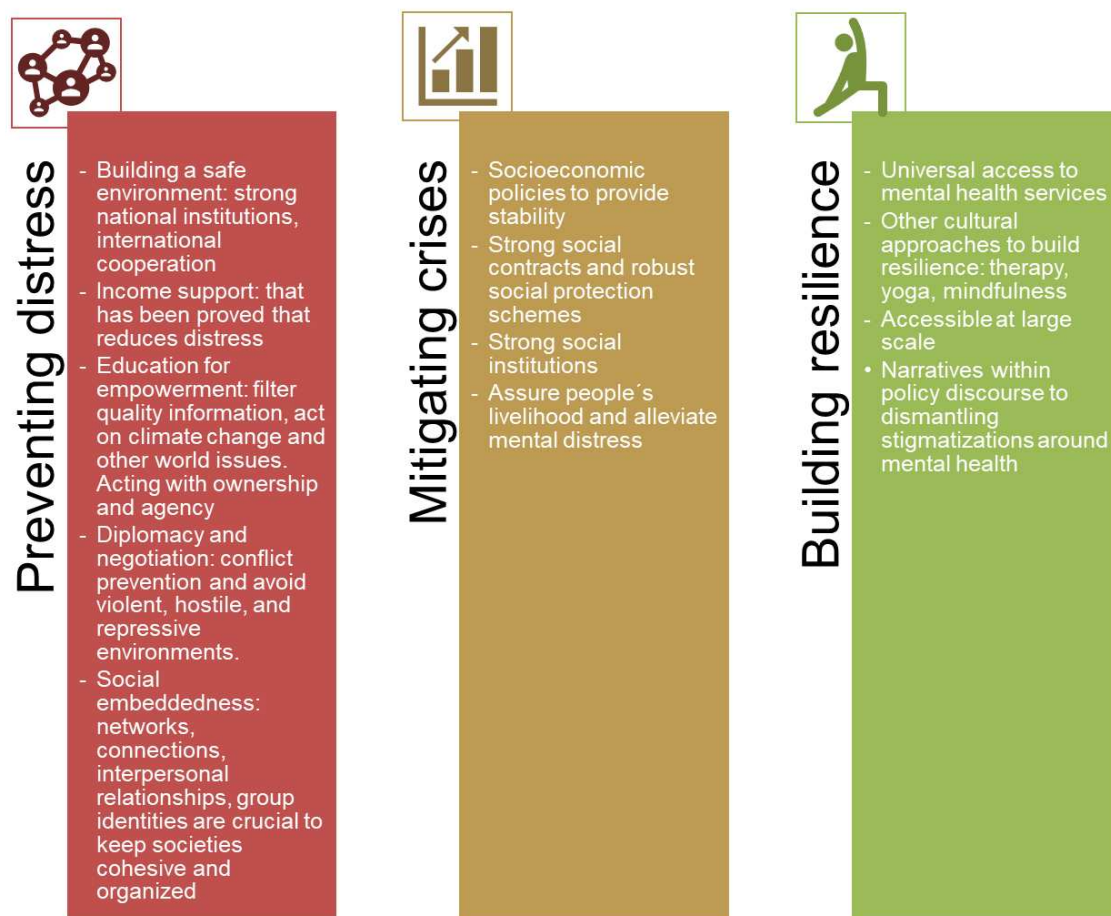 Preventing distress
- Building a safe
environment: strong
national institutions,
international
cooperation
- Income support: that
has been proved that
reduces distress
- Education for
empowerment: filter
quality information, act
on climate change and
other world issues.
Acting with ownership
and agency
- Diplomacy and
negotiation: conflict
prevention and avoid
violent, hostile, and
repressive
environments.
- Social
embeddedness:
networks,
connections,
interpersonal
relationships, group
identities are crucial to
keep societies
cohesive and
organized
Mitigating crises
- Socioeconomic
policies to provide
stability
- Strong social
contracts and robust
social protection
schemes
- Strong social
institutions
- Assure people´s
livelihood and alleviate
mental distress
Building resilience
- Universal access to
mental health services
- Other cultural
approaches to build
resilience: therapy,
yoga, mindfulness
- Accessible at large
scale
• Narratives within
policy discourse to
dismantling
stigmatizations around
mental health